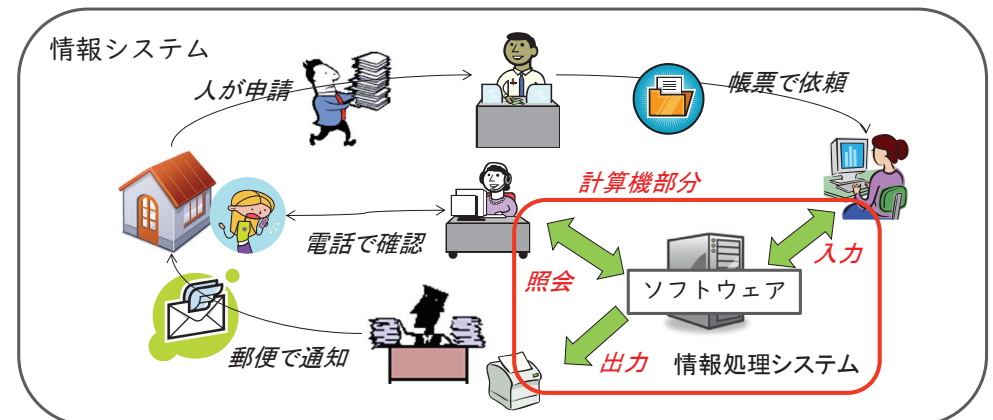 情報システム
人が申請
帳票で依頼
計算機部分
電話で確認
照会
入力
ソフトウェア
郵便で通知
出力
情報処理システム